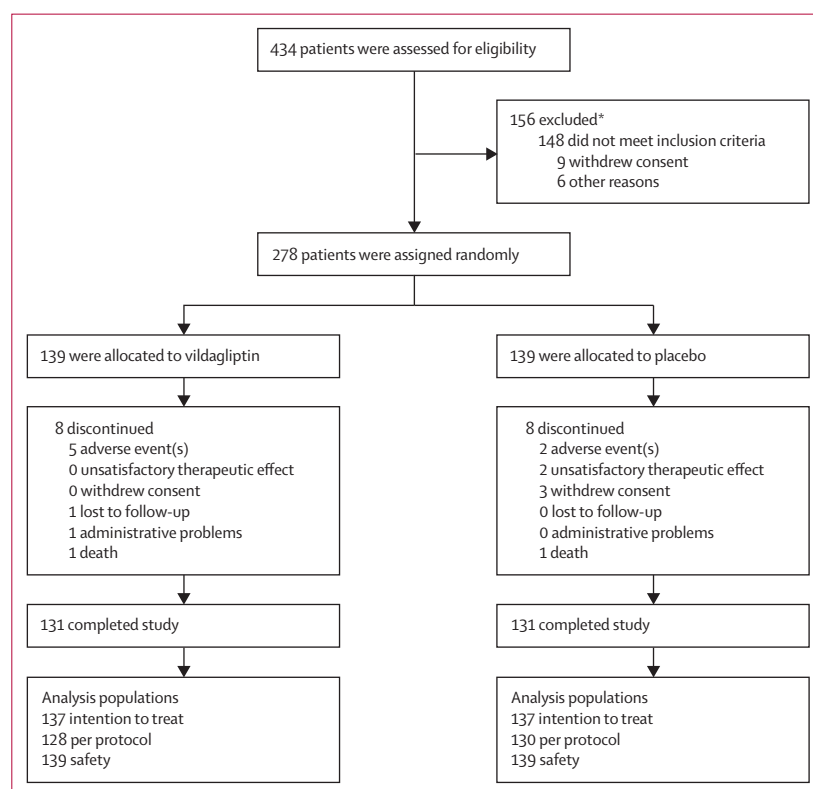 434 patients were assessed for eligibility
156 excluded*
148 did not meet inclusion criteria
9 withdrew consent
6 other reasons
278 patients were assigned randomly
139 were allocated to vildagliptin
139 were allocated to placebo
8 discontinued
5 adverse event(s)
0 unsatisfactory therapeutic effect
0 withdrew consent
1 lost to follow-up
1 administrative problems
1 death
8 discontinued
2 adverse event(s)
2 unsatisfactory therapeutic effect
3 withdrew consent
0 lost to follow-up
0 administrative problems
1 death
131 completed study
131 completed study
Analysis populations
137 intention to treat
128 per protocol
139 safety
Analysis populations
137 intention to treat
130 per protocol
139 safety